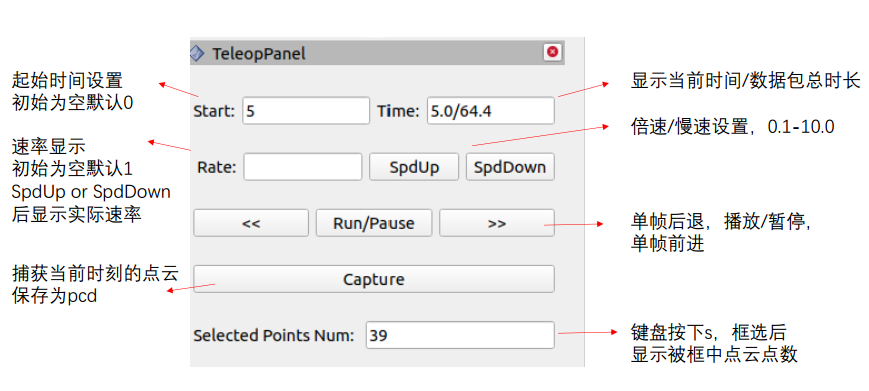 TeleopPanel
起始时间设置
初始为空默认0
Start: 5 Time: 5.0/64.4
显示当前时间/数据包总时长
速率显示
初始为空默认1
SpdUp or SpdDown
后显示实际速率
Rate: SpdUp SpdDown
倍速/慢速设置，0.1-10.0
<< Run/Pause >>
单帧后退，播放/暂停，
单帧前进
捕获当前时刻的点云
保存为pcd
Capture
Selected Points Num: 39
键盘按下s，框选后
显示被框中点云点数